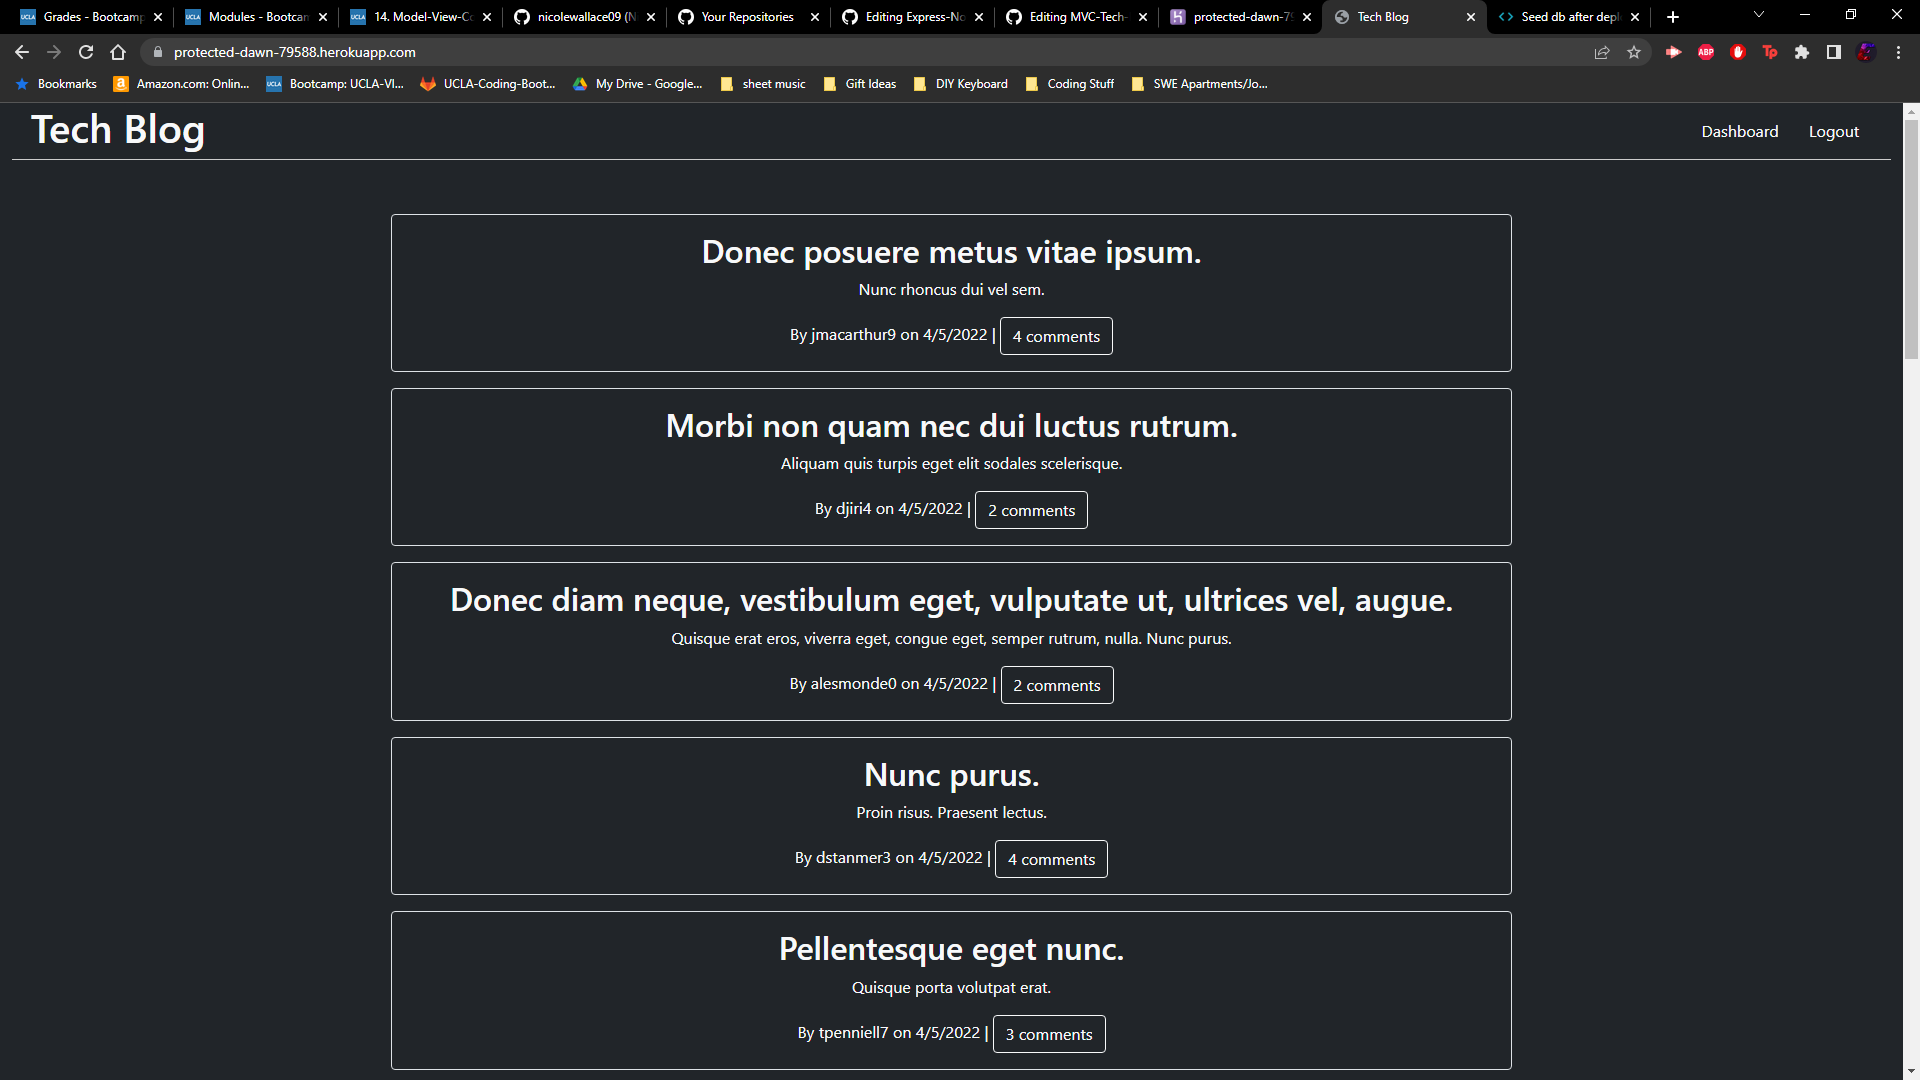 Grades - Bootcamp
Modules - Bootcam
14. Model-View-Co
nicolewallace09 (N
Your Repositories
Editing Express-No
Editing MVC-Tech-
protected-dawn-79
Tech Blog
Seed db after depl
protected-dawn-79588.herokuapp.com
ABP
Tp
Bookmarks
Amazon.com: Onlin...
UCLA
Bootcamp: UCLA-VI...
UCLA-Coding-Boot...
My Drive - Google...
sheet music
Gift Ideas
DIY Keyboard
Coding Stuff
SWE Apartments/Jo...
Tech Blog
Dashboard
Logout
Donec posuere metus vitae ipsum.
Nunc rhoncus dui vel sem.
By jmacarthur9 on 4/5/2022 | 4 comments
Morbi non quam nec dui luctus rutrum.
Aliquam quis turpis eget elit sodales scelerisque.
By djiri4 on 4/5/2022 | 2 comments
Donec diam neque, vestibulum eget, vulputate ut, ultrices vel, augue.
Quisque erat eros, viverra eget, congue eget, semper rutrum, nulla. Nunc purus.
By alesmonde0 on 4/5/2022 | 2 comments
Nunc purus.
Proin risus. Praesent lectus.
By dstanmer3 on 4/5/2022 | 4 comments
Pellentesque eget nunc.
Quisque porta volutpat erat.
By tpenniell7 on 4/5/2022 | 3 comments